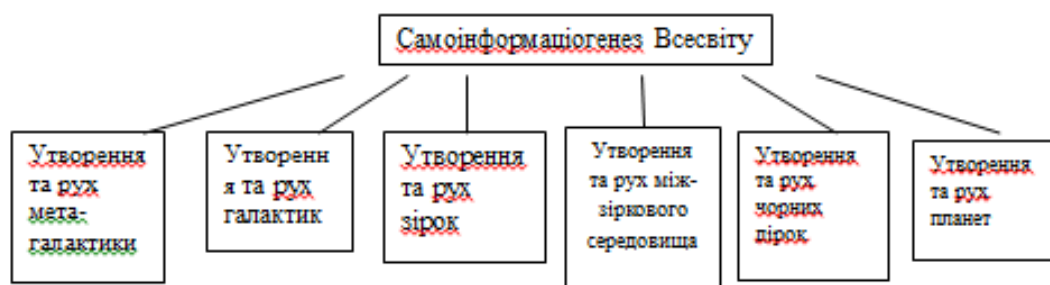 Самоінформаціогенез Всесвіту
Утворення
та рух
мета-
галактики
Утворенн
я та рух
галактик
Утворення
та рух
зірок
Утворення
та рух між-
зіркового
середовища
Утворення
та рух
чорних
дірок
Утворення
та рух
планет